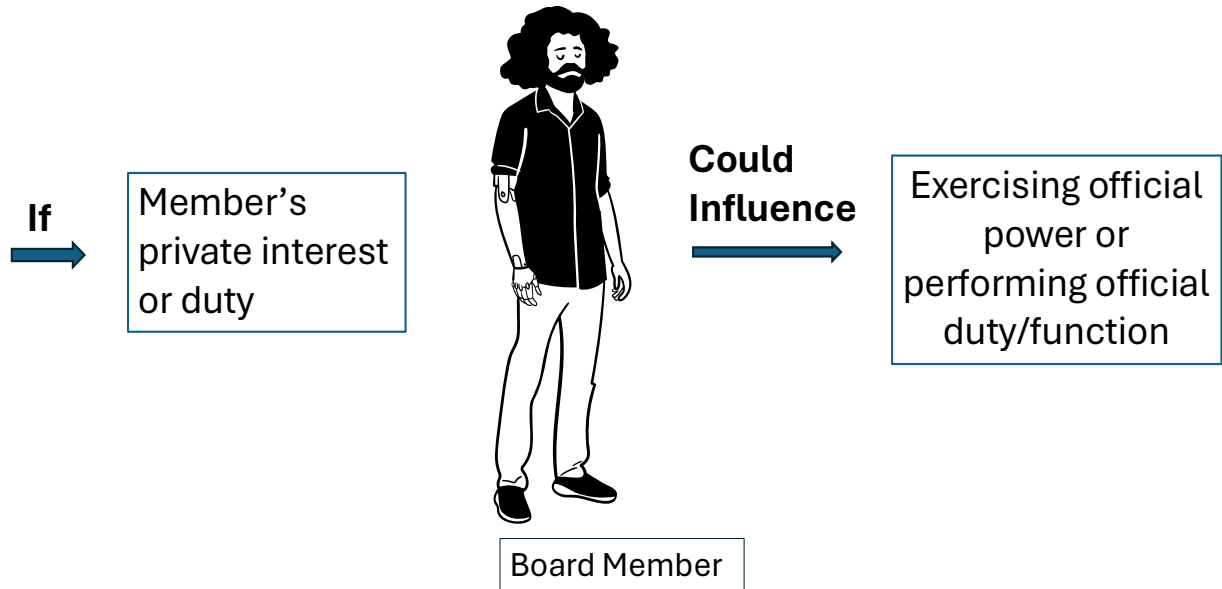 If
Member’s
private interest
or duty
Could
Influence
Exercising official
power or
performing official
duty/function
Board Member